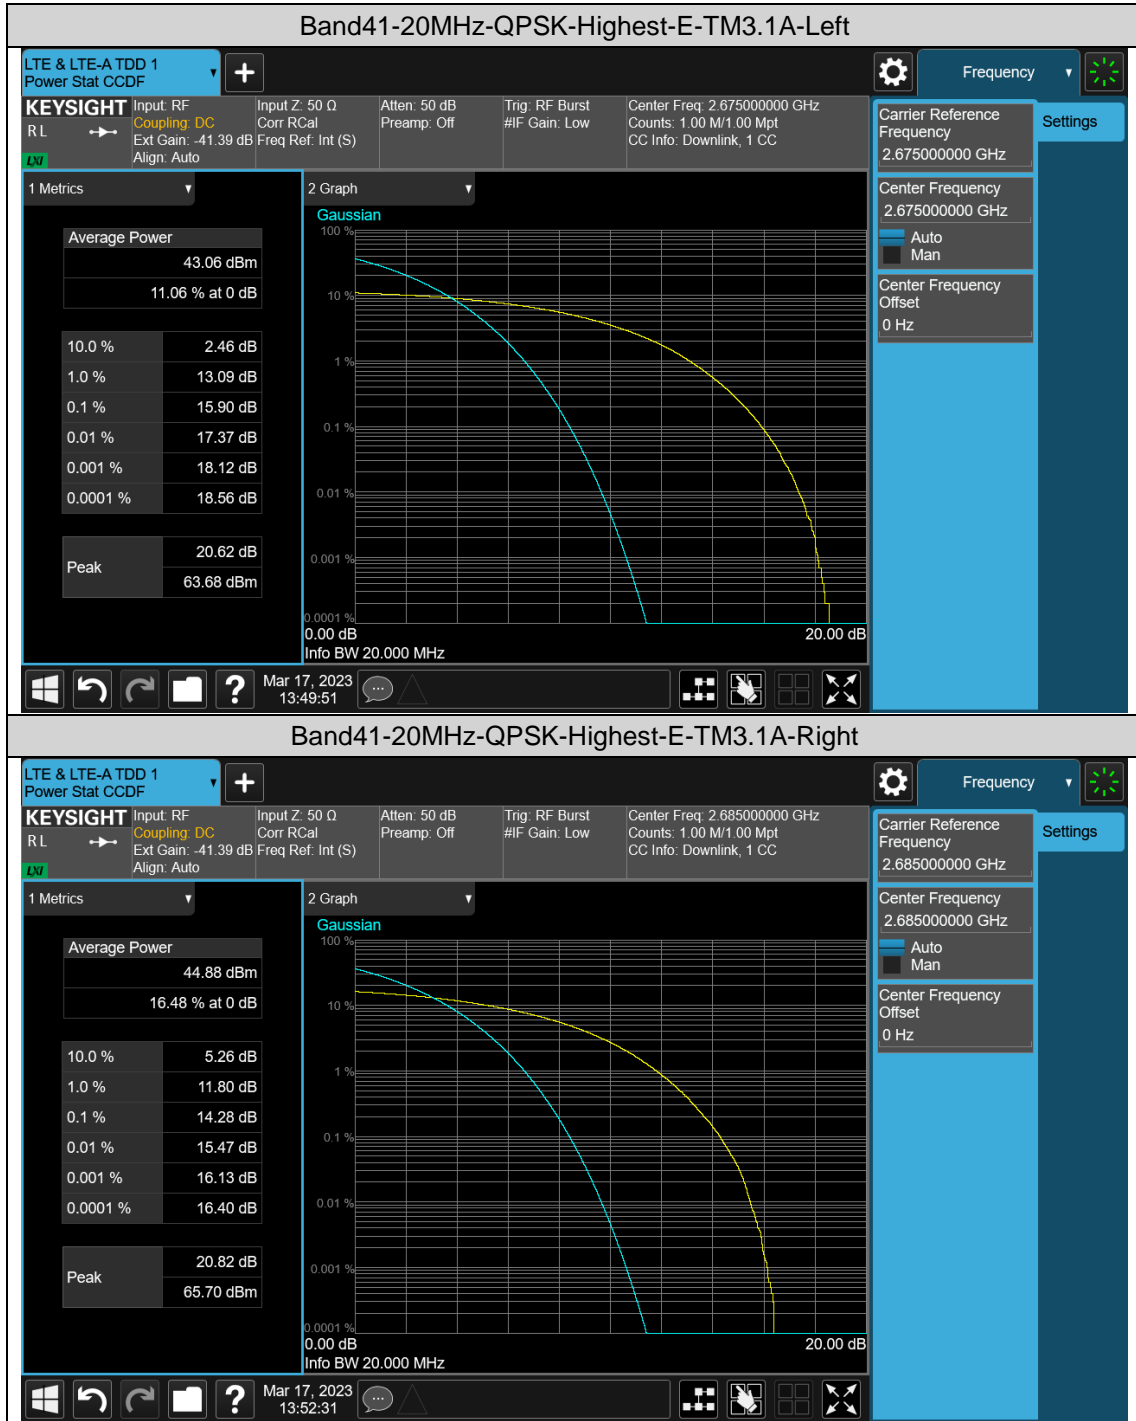 Band41-20MHz-QPSK-Highest-E-TM3.1A-Left
LTE & LTE-A TDD 1
Power Stat CCDF
Frequency
KEYSIGHT
R L
LXI
Input: RF
Coupling: DC
Ext Gain: -41.39 dB
Align: Auto
Input Z: 50 Ω
Corr RCal
Freq Ref: Int (S)
Atten: 50 dB
Preamp: Off
Trig: RF Burst
#IF Gain: Low
Center Freq: 2.675000000 GHz
Counts: 1.00 M/1.00 Mpt
CC Info: Downlink, 1 CC
Carrier Reference
Frequency
2.675000000 GHz
Settings
Center Frequency
2.675000000 GHz
Auto
Man
Center Frequency
Offset
0 Hz
1 Metrics
Average Power
43.06 dBm
11.06 % at 0 dB
10.0 % 2.46 dB
1.0 % 13.09 dB
0.1 % 15.90 dB
0.01 % 17.37 dB
0.001 % 18.12 dB
0.0001 % 18.56 dB
Peak
20.62 dB
63.68 dBm
2 Graph
Gaussian
100 %
10 %
1 %
0.1 %
0.01 %
0.001 %
0.0001 %
0.00 dB 20.00 dB
Info BW 20.000 MHz
Mar 17, 2023
13:49:51
Band41-20MHz-QPSK-Highest-E-TM3.1A-Right
LTE & LTE-A TDD 1
Power Stat CCDF
Frequency
KEYSIGHT
R L
LXI
Input: RF
Coupling: DC
Ext Gain: -41.39 dB
Align: Auto
Input Z: 50 Ω
Corr RCal
Freq Ref: Int (S)
Atten: 50 dB
Preamp: Off
Trig: RF Burst
#IF Gain: Low
Center Freq: 2.685000000 GHz
Counts: 1.00 M/1.00 Mpt
CC Info: Downlink, 1 CC
Carrier Reference
Frequency
2.685000000 GHz
Settings
Center Frequency
2.685000000 GHz
Auto
Man
Center Frequency
Offset
0 Hz
1 Metrics
Average Power
44.88 dBm
16.48 % at 0 dB
10.0 % 5.26 dB
1.0 % 11.80 dB
0.1 % 14.28 dB
0.01 % 15.47 dB
0.001 % 16.13 dB
0.0001 % 16.40 dB
Peak
20.82 dB
65.70 dBm
2 Graph
Gaussian
100 %
10 %
1 %
0.1 %
0.01 %
0.001 %
0.0001 %
0.00 dB 20.00 dB
Info BW 20.000 MHz
Mar 17, 2023
13:52:31